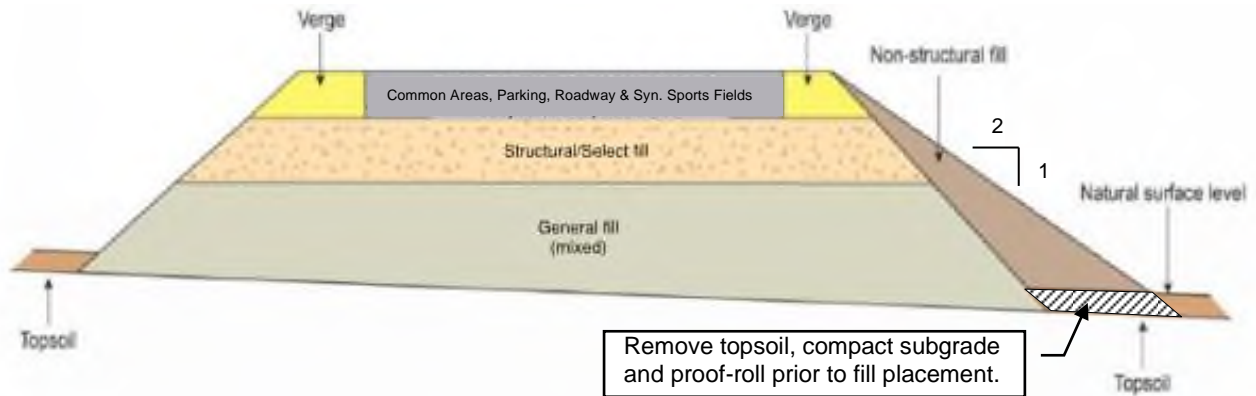 Verge
Verge
Non-structural fill
Common Areas, Parking, Roadway & Syn. Sports Fields
2
1
Structural/Select fill
Natural surface level
General fill
(mixed)
Topsoil
Remove topsoil, compact subgrade
and proof-roll prior to fill placement.
Topsoil